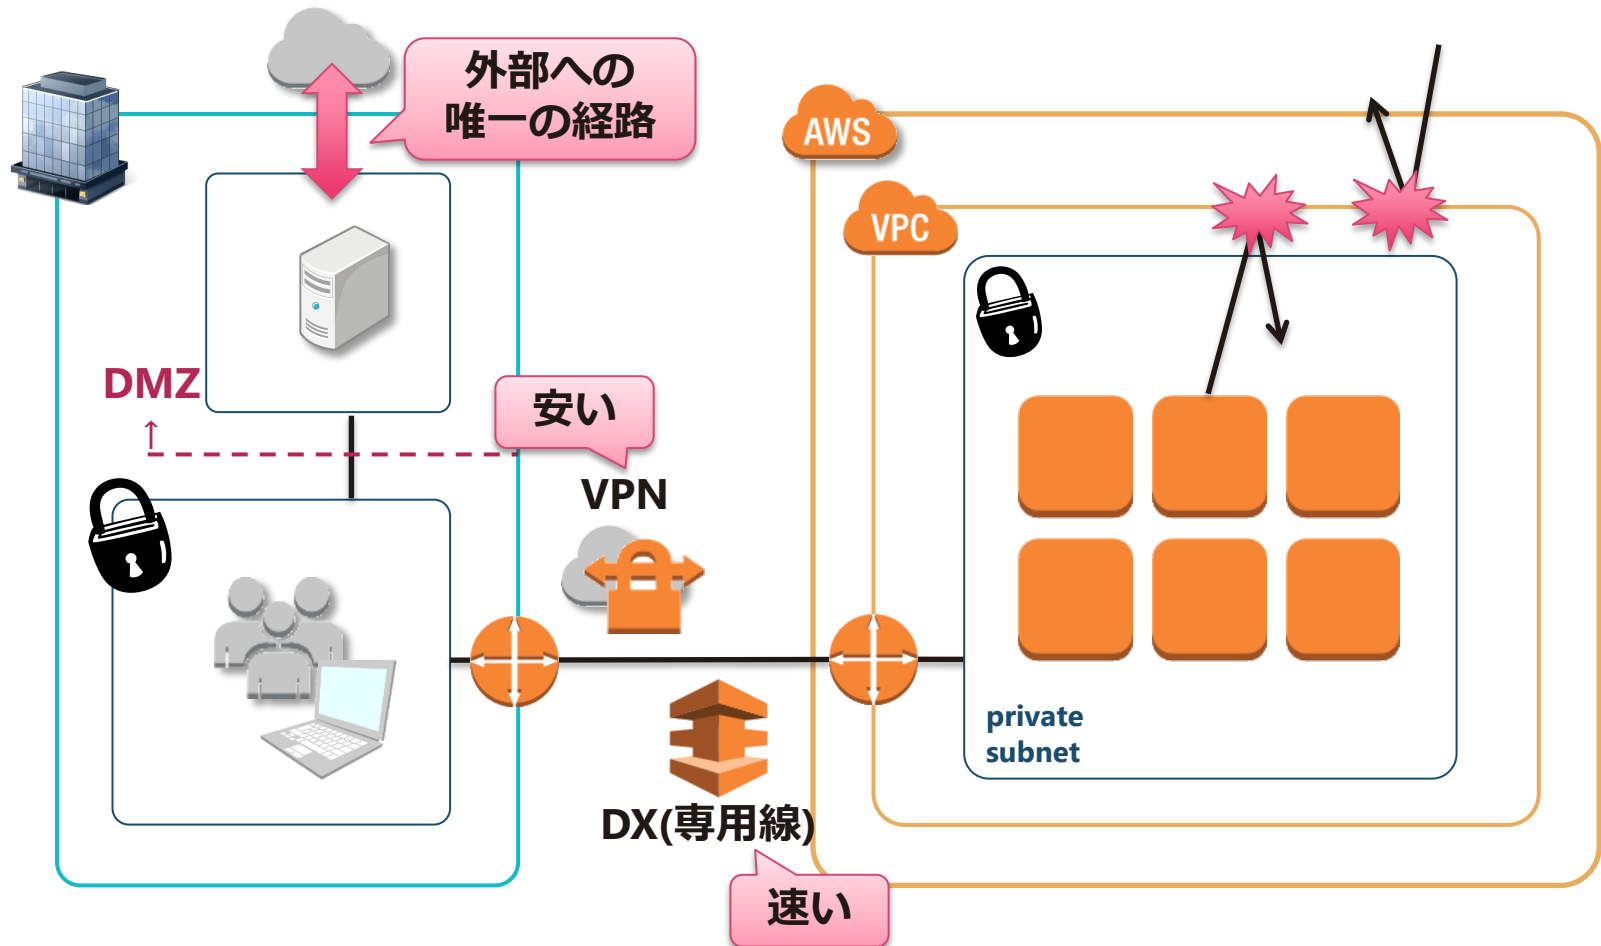 外部への
唯一の経路
AWS
VPC
DMZ
↑
安い
VPN
private
subnet
DX(専用線)
速い